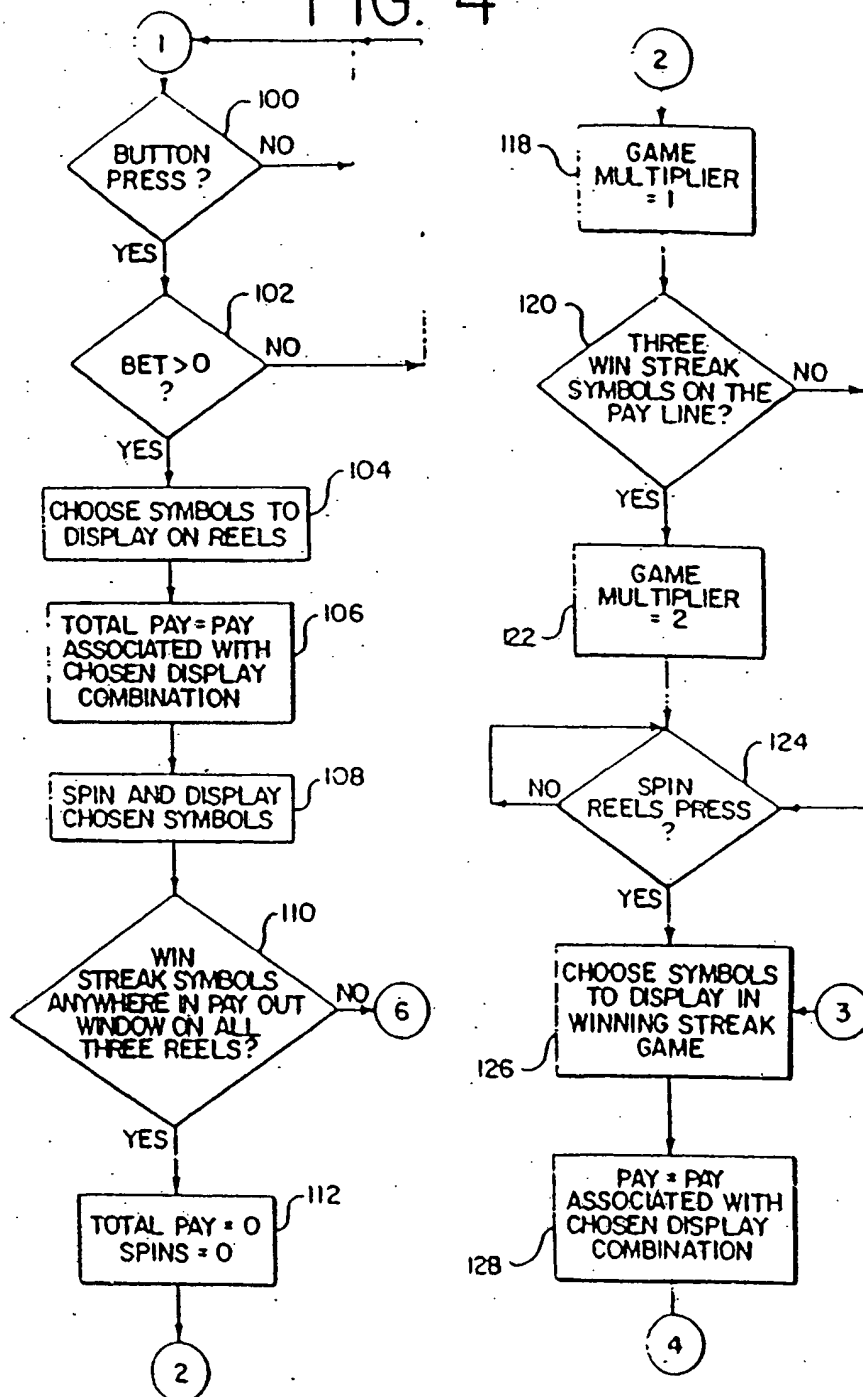 FIG. 4
1
100
BUTTON
PRESS ?
NO
YES
102
BET>0
?
NO
YES
104
CHOOSE SYMBOLS TO
DISPLAY ON REELS
106
TOTAL PAY=PAY
ASSOCIATED WITH
CHOSEN DISPLAY
COMBINATION
108
SPIN AND DISPLAY
CHOSEN SYMBOLS
110
WIN
STREAK SYMBOLS
ANYWHERE IN PAY OUT
WINDOW ON ALL
THREE REELS?
NO
6
YES
112
TOTAL PAY = 0
SPINS = 0
2
2
118
GAME
MULTIPLIER
= 1
120
THREE
WIN STREAK
SYMBOLS ON THE
PAY LINE?
NO
YES
GAME
MULTIPLIER
= 2
122
124
SPIN
REELS PRESS
?
NO
YES
CHOOSE SYMBOLS
TO DISPLAY IN
WINNING STREAK
GAME
3
126
PAY = PAY
ASSOCIATED WITH
CHOSEN DISPLAY
COMBINATION
128
4